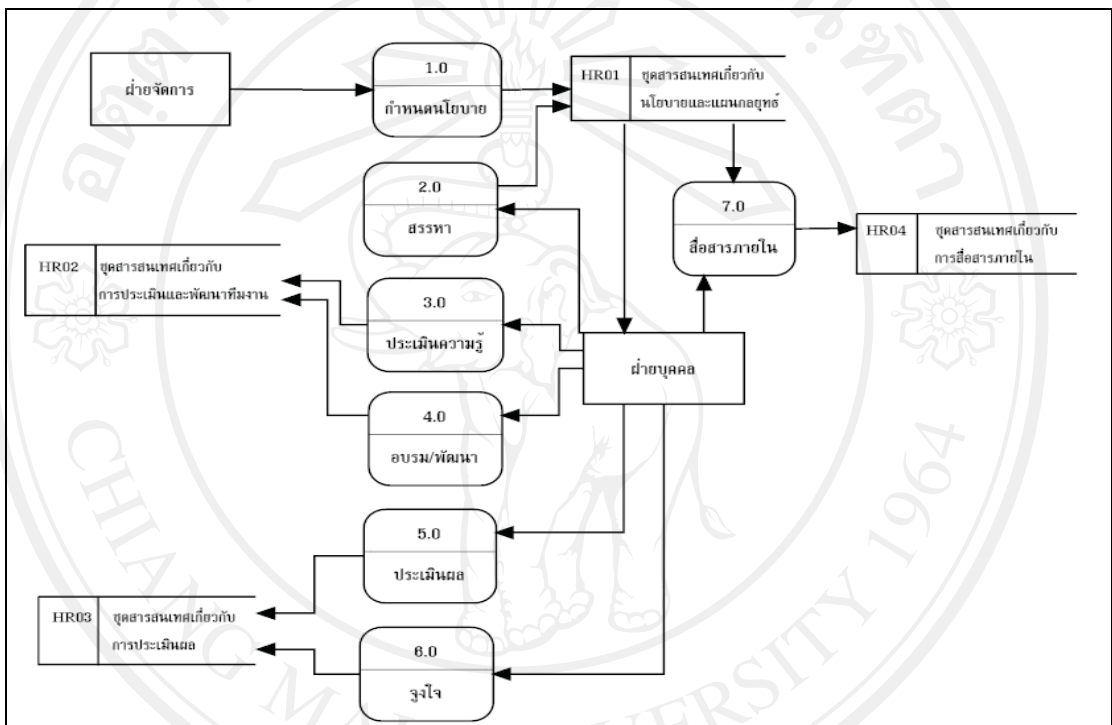 ฝ่ายจัดการ
1.0
กำหนดนโยบาย
HR01
ชุดสารสนเทศเกี่ยวกับ
นโยบายและแผนกลยุทธ์
2.0
สรรหา
7.0
สื่อสารภายใน
HR04
ชุดสารสนเทศเกี่ยวกับ
การสื่อสารภายใน
HR02
ชุดสารสนเทศเกี่ยวกับ
การประเมินและพัฒนาทีมงาน
3.0
ประเมินความรู้
ฝ่ายบุคคล
4.0
อบรม/พัฒนา
5.0
ประเมินผล
HR03
ชุดสารสนเทศเกี่ยวกับ
การประเมินผล
6.0
จูงใจ
CHIANG MAI UNIVERSITY 1964